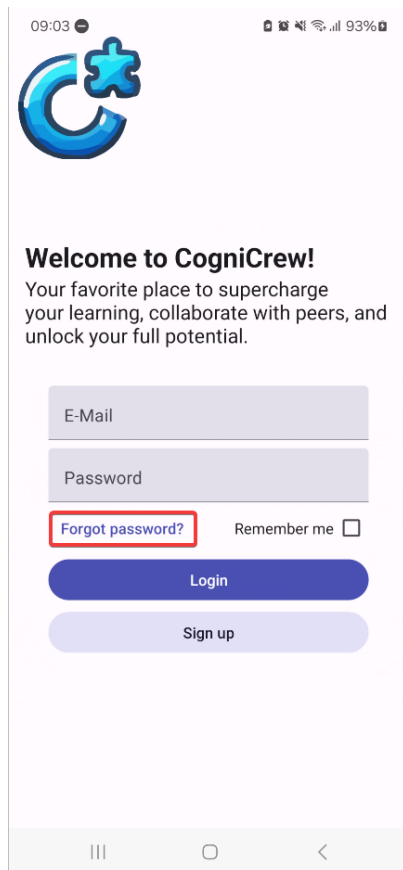 09:03 93%
Welcome to CogniCrew!
Your favorite place to supercharge
your learning, collaborate with peers, and
unlock your full potential.
E-Mail
Password
Forgot password? Remember me
Login
Sign up